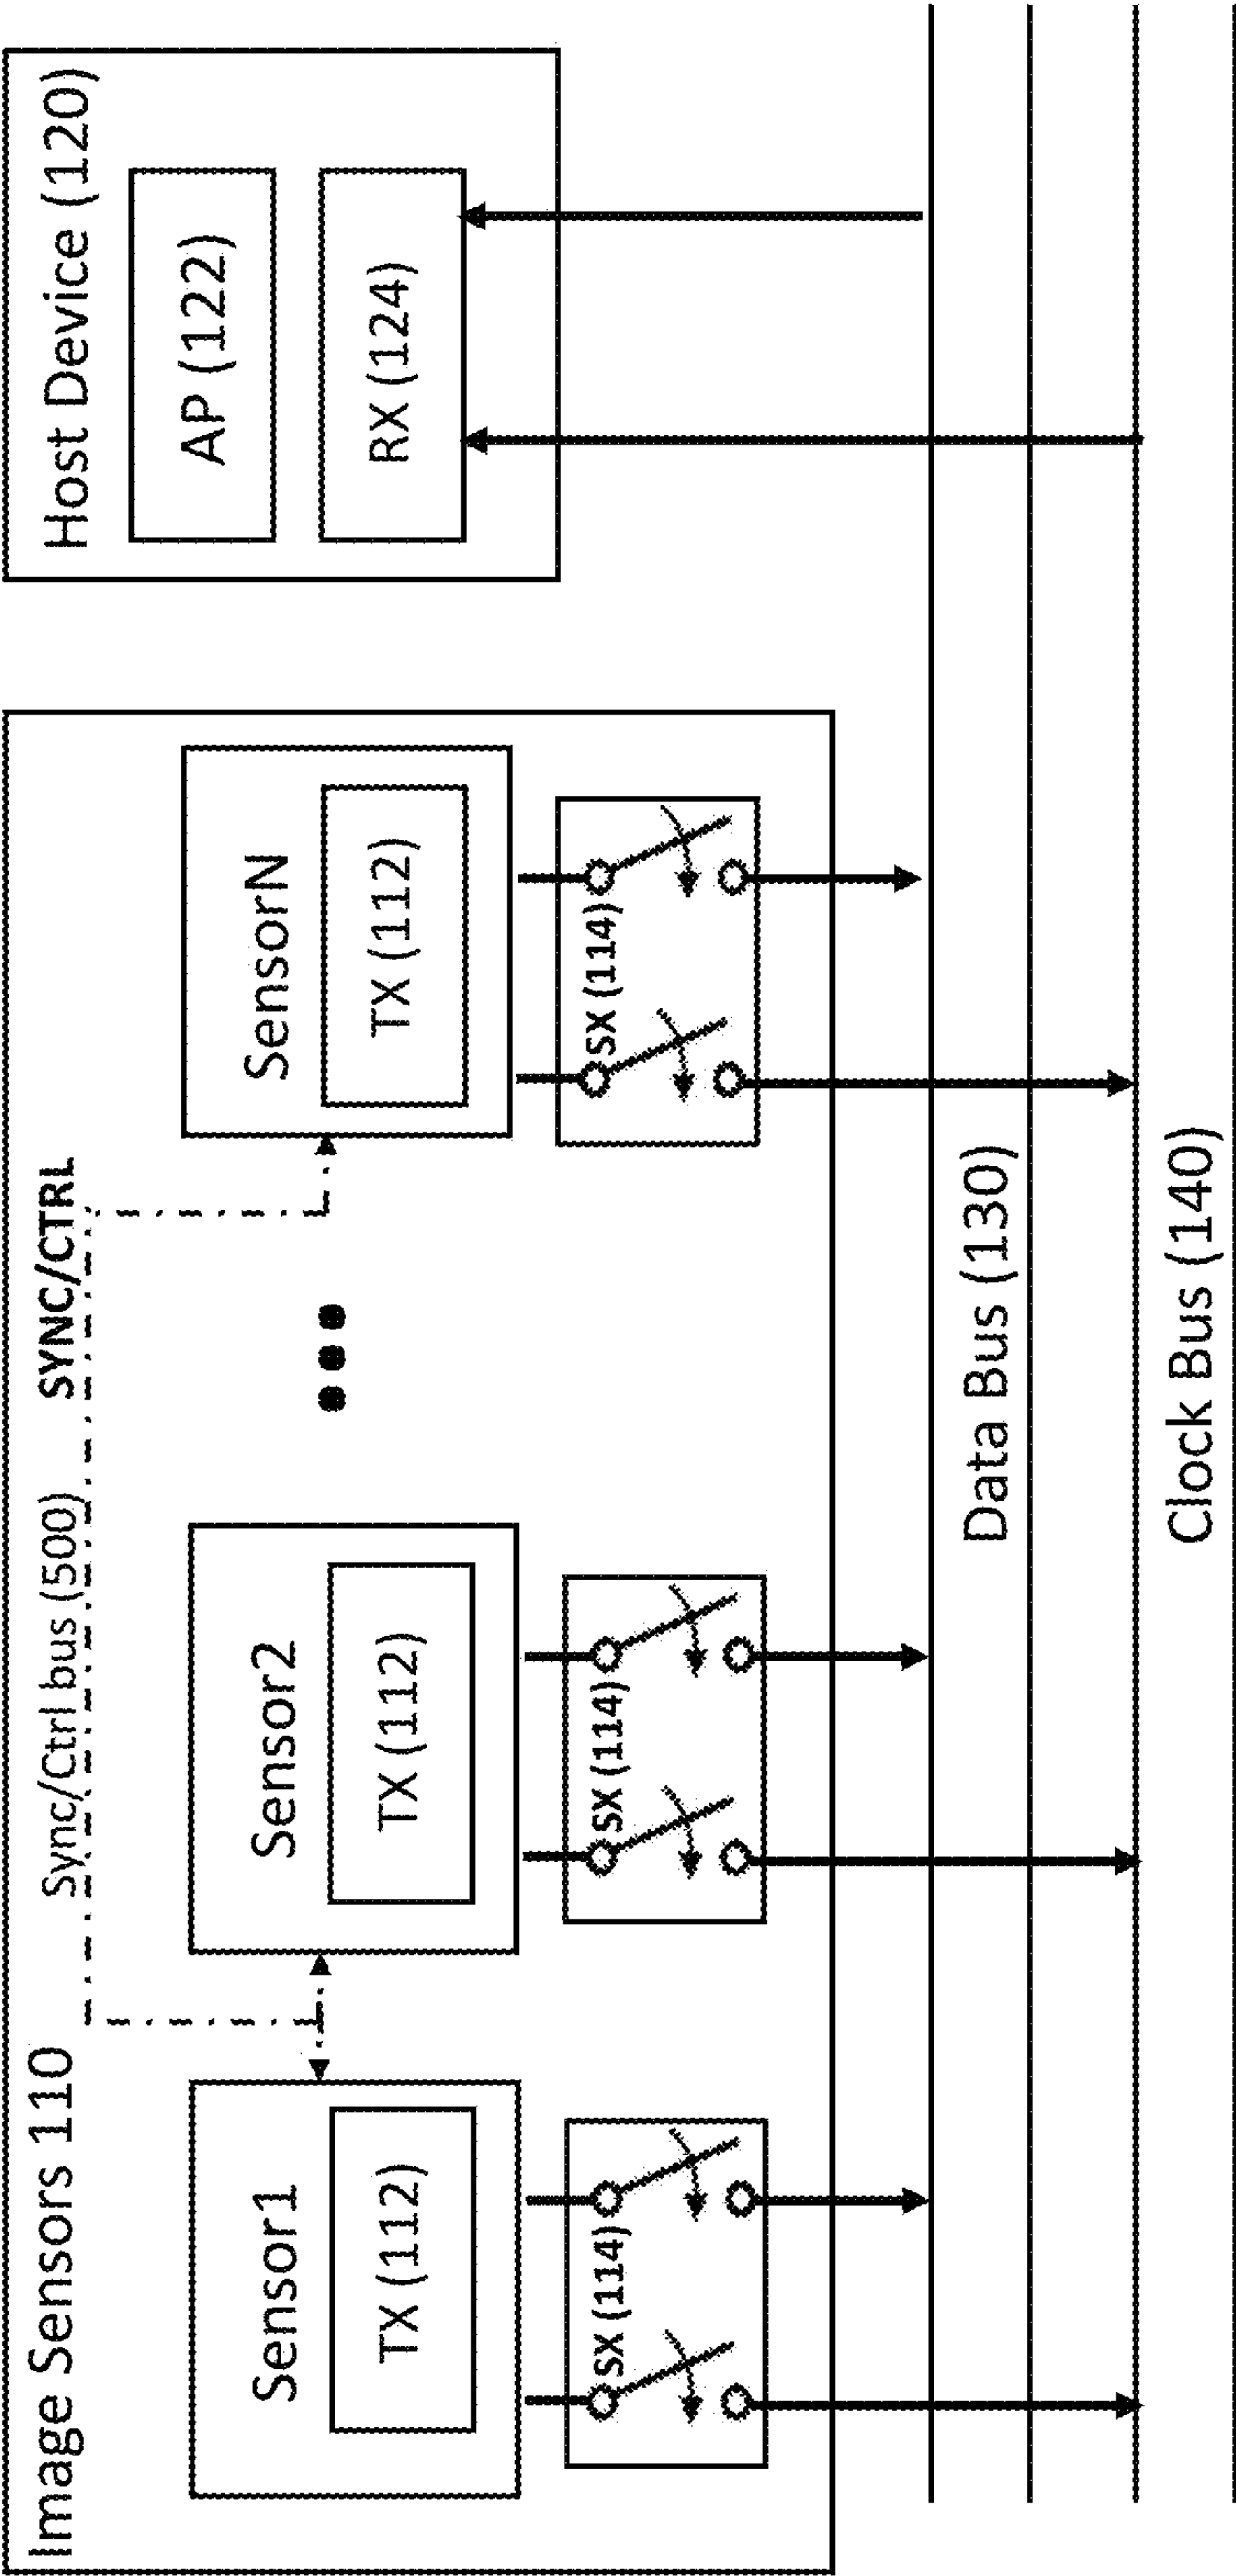 Image Sensors 110
Sync/Ctrl bus (500)
SYNC/CTRL
Sensor1
TX (112)
SX (114)
Sensor2
TX (112)
SX (114)
SensorN
TX (112)
SX (114)
Host Device (120)
AP (122)
RX (124)
Data Bus (130)
Clock Bus (140)